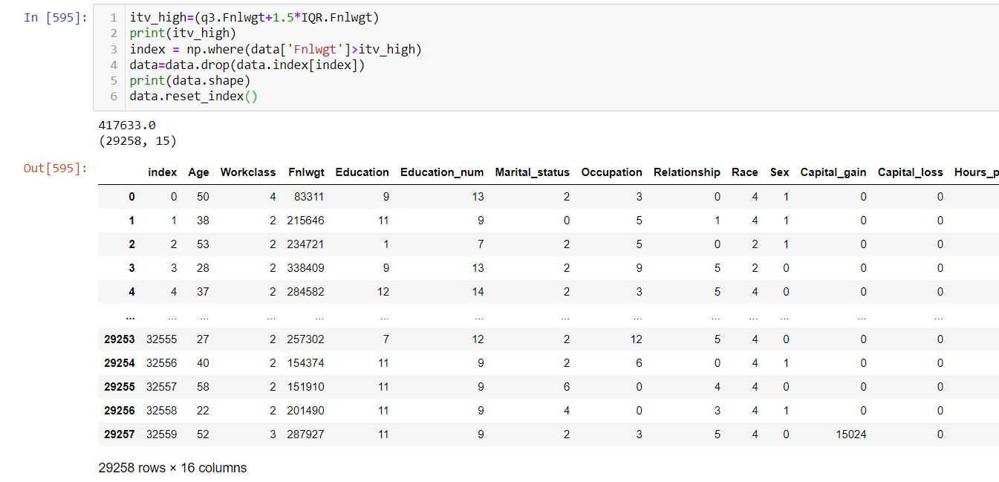 In [595]:
1 itv_high=(q3.Fnlwgt+1.5*IQR.Fnlwgt)
2 print(itv_high)
3 index = np.where(data['Fnlwgt']>itv_high)
4 data=data.drop(data.index[index])
5 print(data.shape)
6 data.reset_index()
417633.0
(29258, 15)
Out[595]:
index Age Workclass Fnlwgt Education Education_num Marital_status Occupation Relationship Race Sex Capital_gain Capital_loss Hours_p
0 0 50 4 83311 9 13 2 3 0 4 1 0 0
1 1 38 2 215646 11 9 0 5 1 4 1 0 0
2 2 53 2 234721 1 7 2 5 0 2 1 0 0
3 3 28 2 338409 9 13 2 9 5 2 0 0 0
4 4 37 2 284582 12 14 2 3 5 4 0 0 0
... ... ... ... ... ... ... ... ... ... ... ... ... ...
29253 32555 27 2 257302 7 12 2 12 5 4 0 0 0
29254 32556 40 2 154374 11 9 2 6 0 4 1 0 0
29255 32557 58 2 151910 11 9 6 0 4 4 0 0 0
29256 32558 22 2 201490 11 9 4 0 3 4 1 0 0
29257 32559 52 3 287927 11 9 2 3 5 4 0 15024 0
29258 rows × 16 columns